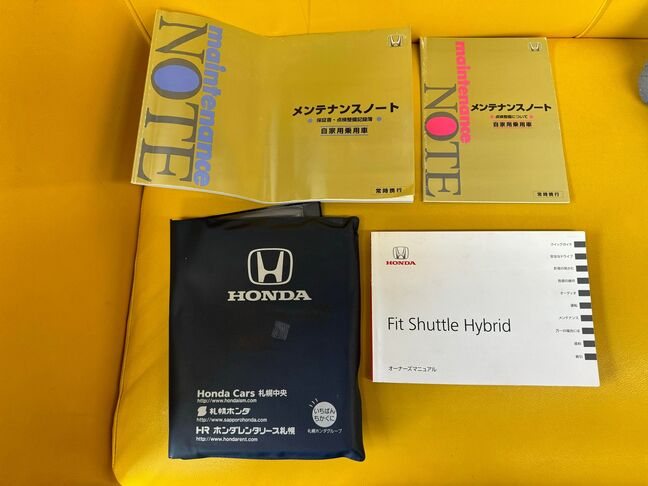 maintenance
NOTE
メンテナンスノート
保証書・点検整備記録簿
自家用乗用車
常時携行
maintenance
NOTE
メンテナンスノート
点検整備について
自家用乗用車
常時携行
HONDA
Honda Cars 札幌中央
http://www.hondaism.com
札幌ホンダ
http://www.sapporohonda.com
HR ホンダレンタリース札幌
http://www.hondarent.com
いちばん
ちかくに
札幌ホンダグループ
HONDA
Fit Shuttle Hybrid
オーナーズマニュアル
クイックガイド
安全なドライブ
計器の見かた
各部の操作
オーディオ
運転
メンテナンス
万一の場合には
資料
索引